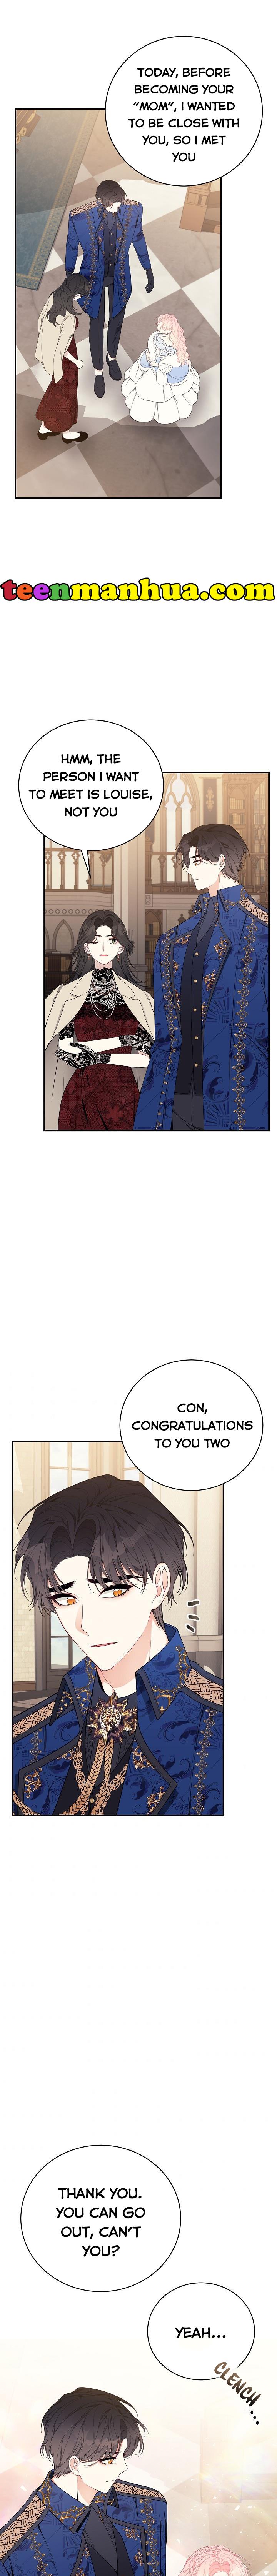 TODAY, BEFORE
BECOMING YOUR
"MOM", I WANTED
TO BE CLOSE WITH
YOU, SO I MET
YOU
teenmanhua.com
HMM, THE
PERSON I WANT
TO MEET IS LOUISE,
NOT YOU
CON,
CONGRATULATIONS
TO YOU TWO
THANK YOU.
YOU CAN GO
OUT, CAN'T
YOU?
YEAH...
CLENCH